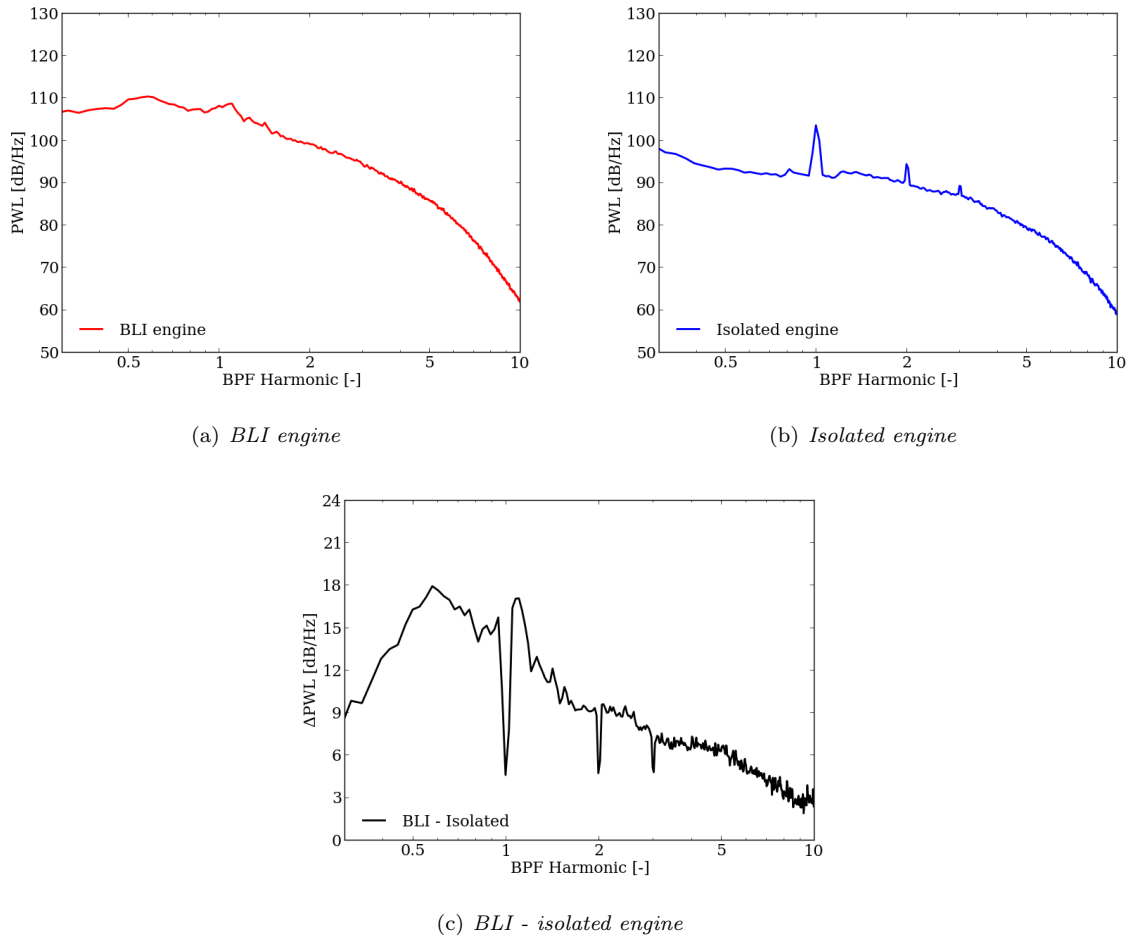 130
120
110
100
90
80
70
60
50
PWL [dB/Hz]
BLI engine
0.5 1 2 5 10
BPF Harmonic [-]
(a) BLI engine
130
120
110
100
90
80
70
60
50
PWL [dB/Hz]
Isolated engine
0.5 1 2 5 10
BPF Harmonic [-]
(b) Isolated engine
24
21
18
15
12
9
6
3
0
ΔPWL [dB/Hz]
BLI - Isolated
0.5 1 2 5 10
BPF Harmonic [-]
(c) BLI - isolated engine